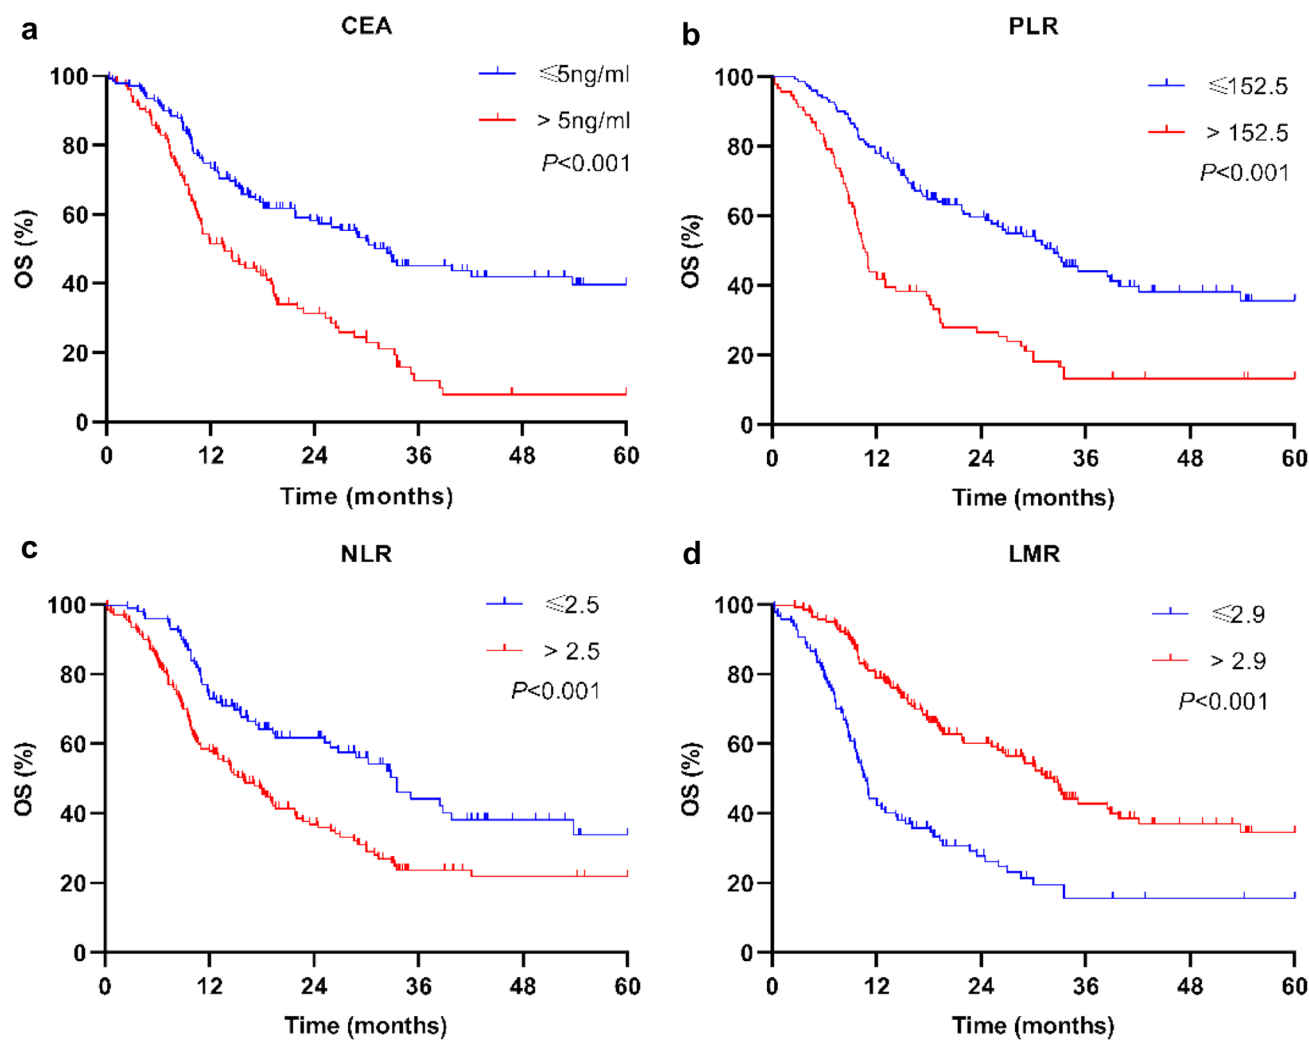 a
CEA
OS (%)
100
80
60
40
20
0
0 12 24 36 48 60
Time (months)
⩽5ng/ml
> 5ng/ml
P<0.001
b
PLR
OS (%)
100
80
60
40
20
0
0 12 24 36 48 60
Time (months)
⩽152.5
> 152.5
P<0.001
c
NLR
OS (%)
100
80
60
40
20
0
0 12 24 36 48 60
Time (months)
⩽2.5
> 2.5
P<0.001
d
LMR
OS (%)
100
80
60
40
20
0
0 12 24 36 48 60
Time (months)
⩽2.9
> 2.9
P<0.001